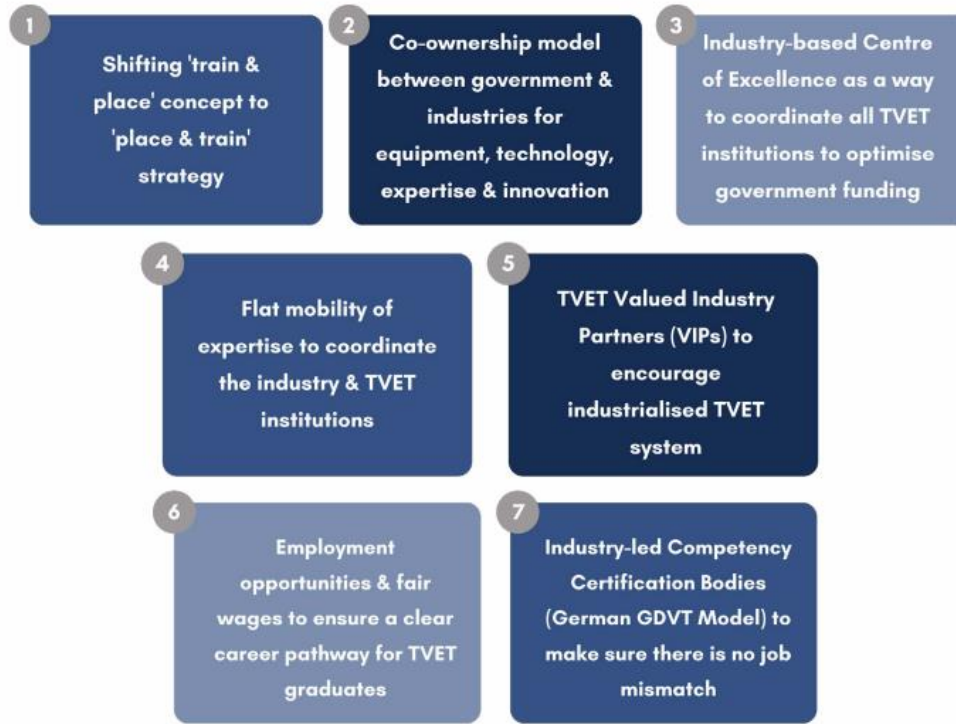 1
Shifting 'train &
place' concept to
'place & train'
strategy
2
Co-ownership model
between government &
industries for
equipment, technology,
expertise & innovation
3
Industry-based Centre
of Excellence as a way
to coordinate all TVET
institutions to optimise
government funding
4
Flat mobility of
expertise to coordinate
the industry & TVET
institutions
5
TVET Valued Industry
Partners (VIPs) to
encourage
industrialised TVET
system
6
Employment
opportunities & fair
wages to ensure a clear
career pathway for TVET
graduates
7
Industry-led Competency
Certification Bodies
(German GDVT Model) to
make sure there is no job
mismatch